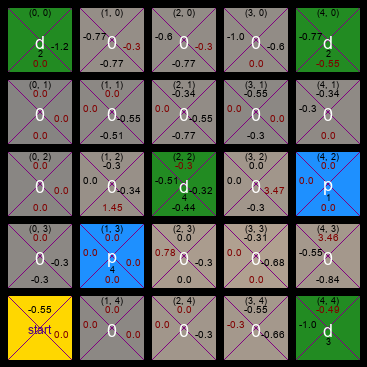 (0, 0) (1, 0) (2, 0) (3, 0) (4, 0)
d 0 0 0 d
-1.2 -0.77 -0.3 -0.6 -0.3 -1.0 -0.6 -0.77
2 2
0.0 -0.77 -0.77 0.0 -0.55
(0, 1) (1, 1) (2, 1) (3, 1) (4, 1)
0.0 0.0 -0.34 -0.55 -0.34
0 0 0 0 0
0.0 0.0 -0.55 0.0 -0.55 0.0 0.0 -0.3
0.0 -0.51 -0.77 -0.3 0.0
(0, 2) (1, 2) (2, 2) (3, 2) (4, 2)
0.0 -0.3 -0.3 0.0 0.0
0 0 d 0 p
0.0 0.0 -0.34 -0.51 -0.32 0.0 3.47 0.0
4 1
0.0 1.45 -0.44 -0.3 0.0
(0, 3) (1, 3) (2, 3) (3, 3) (4, 3)
0.0 0.0 0.0 -0.31 3.46
0 p 0 0 0
-0.3 0.0 0.0 0.78 -0.3 0.0 -0.68 -0.55
4
-0.3 0.0 0.0 0.0 -0.84
(1, 4) (2, 4) (3, 4) (4, 4)
-0.55 0.0 0.0 -0.55 -0.49
start 0 0 0 d
0.0 0.0 0.0 -0.3 -0.3 -0.66 -1.0
3